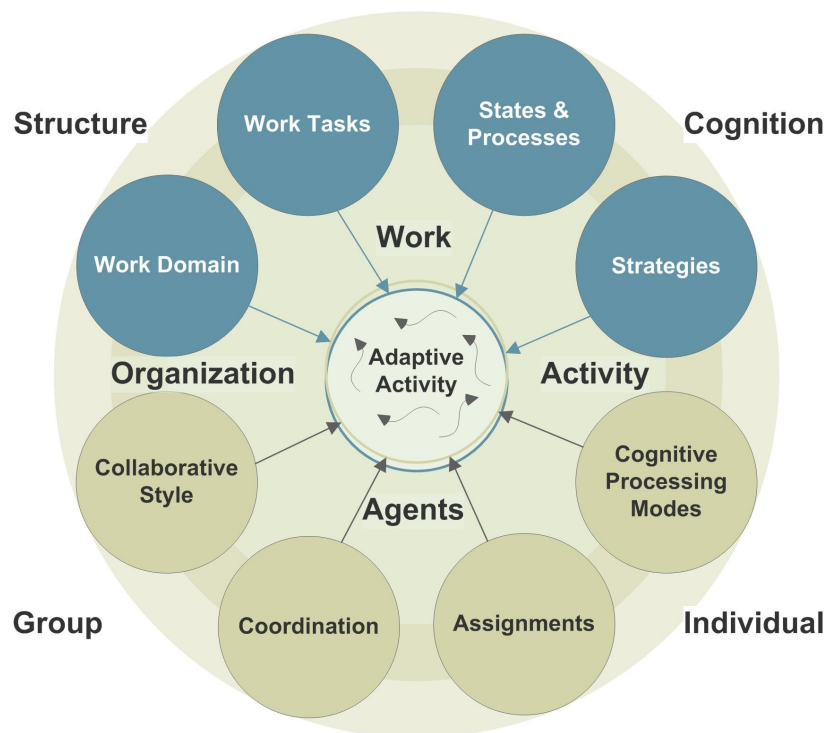 Structure
Work Tasks
States &
Processes
Cognition
Work
Work Domain
Strategies
Adaptive
Activity
Organization
Activity
Collaborative
Style
Cognitive
Processing
Modes
Agents
Group
Coordination
Assignments
Individual